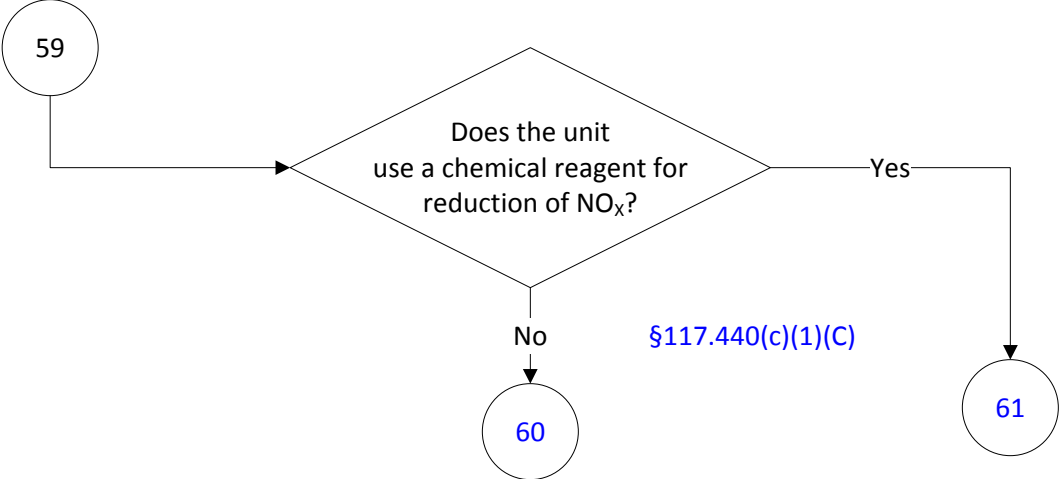 59
Does the unit
use a chemical reagent for
reduction of NOX?
Yes
No
§117.440(c)(1)(C)
60
61